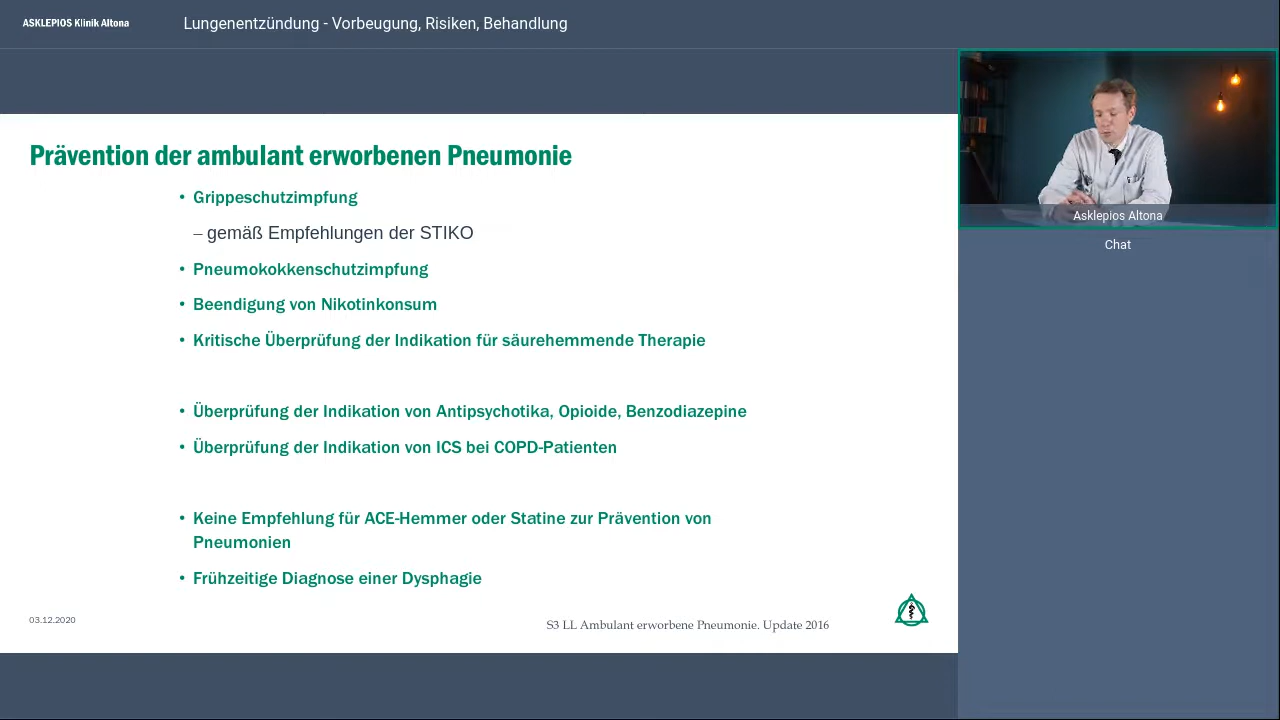 ASKLEPIOS Klinik Altona
Lungenentzündung - Vorbeugung, Risiken, Behandlung
Prävention der ambulant erworbenen Pneumonie
• Grippeschutzimpfung
– gemäß Empfehlungen der STIKO
• Pneumokokkenschutzimpfung
• Beendigung von Nikotinkonsum
• Kritische Überprüfung der Indikation für säurehemmende Therapie
• Überprüfung der Indikation von Antipsychotika, Opioide, Benzodiazepine
• Überprüfung der Indikation von ICS bei COPD-Patienten
• Keine Empfehlung für ACE-Hemmer oder Statine zur Prävention von
Pneumonien
• Frühzeitige Diagnose einer Dysphagie
03.12.2020
S3 LL Ambulant erworbene Pneumonie. Update 2016
Asklepios Altona
Chat